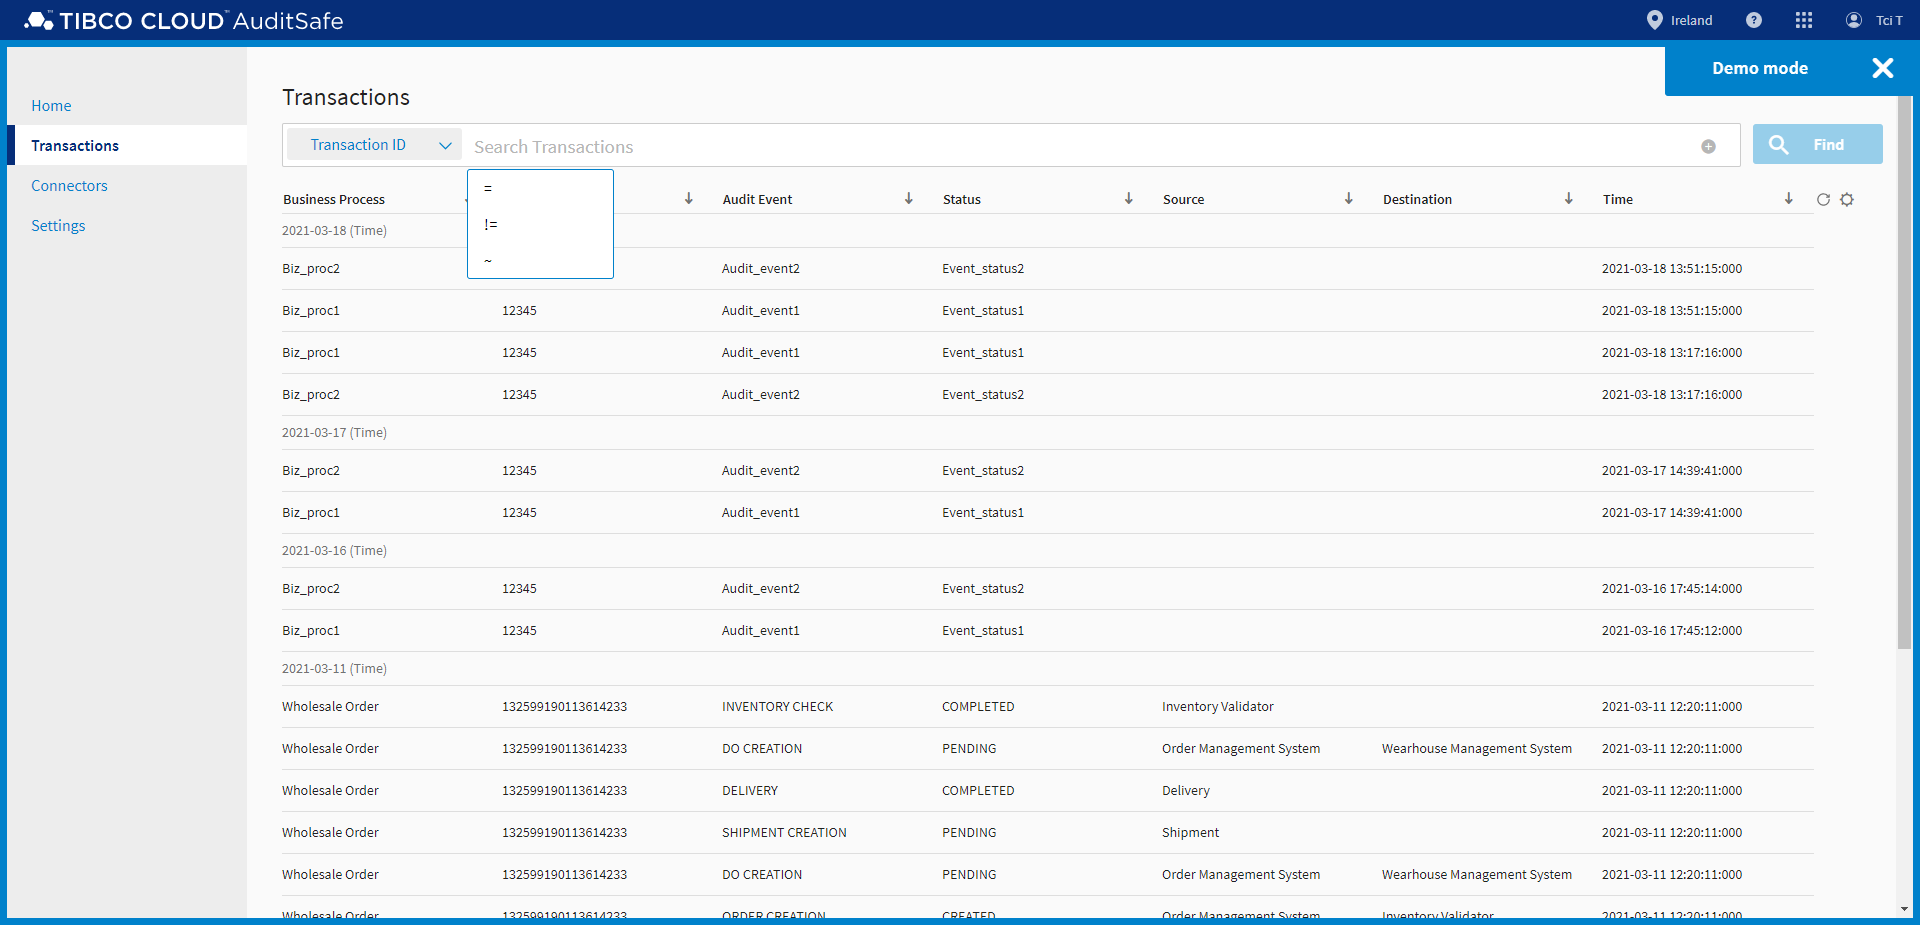 TIBCO CLOUD™ AuditSafe
Ireland
Tci T
Demo mode
Home
Transactions
Connectors
Settings
Transactions
Transaction ID
Search Transactions
Find
=
!=
~
Business Process Audit Event Status Source Destination Time
2021-03-18 (Time)
Biz_proc2 Audit_event2 Event_status2 2021-03-18 13:51:15:000
Biz_proc1 12345 Audit_event1 Event_status1 2021-03-18 13:51:15:000
Biz_proc1 12345 Audit_event1 Event_status1 2021-03-18 13:17:16:000
Biz_proc2 12345 Audit_event2 Event_status2 2021-03-18 13:17:16:000
2021-03-17 (Time)
Biz_proc2 12345 Audit_event2 Event_status2 2021-03-17 14:39:41:000
Biz_proc1 12345 Audit_event1 Event_status1 2021-03-17 14:39:41:000
2021-03-16 (Time)
Biz_proc2 12345 Audit_event2 Event_status2 2021-03-16 17:45:14:000
Biz_proc1 12345 Audit_event1 Event_status1 2021-03-16 17:45:12:000
2021-03-11 (Time)
Wholesale Order 132599190113614233 INVENTORY CHECK COMPLETED Inventory Validator 2021-03-11 12:20:11:000
Wholesale Order 132599190113614233 DO CREATION PENDING Order Management System Wearhouse Management System 2021-03-11 12:20:11:000
Wholesale Order 132599190113614233 DELIVERY COMPLETED Delivery 2021-03-11 12:20:11:000
Wholesale Order 132599190113614233 SHIPMENT CREATION PENDING Shipment 2021-03-11 12:20:11:000
Wholesale Order 132599190113614233 DO CREATION PENDING Order Management System Wearhouse Management System 2021-03-11 12:20:11:000
Wholesale Order 132599190113614233 ORDER CREATION CREATED Order Management System Inventory Validator 2021-03-11 12:20:11:000